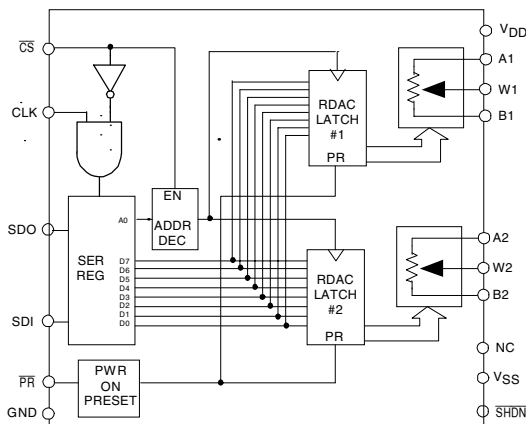 CS
CLK
SDO
SDI
PR
GND
SER
REG
A0
D7
D6
D5
D4
D3
D2
D1
D0
EN
ADDR
DEC
PWR
ON
PRESET
RDAC
LATCH
#1
PR
RDAC
LATCH
#2
PR
VDD
A1
W1
B1
A2
W2
B2
NC
VSS
SHDN